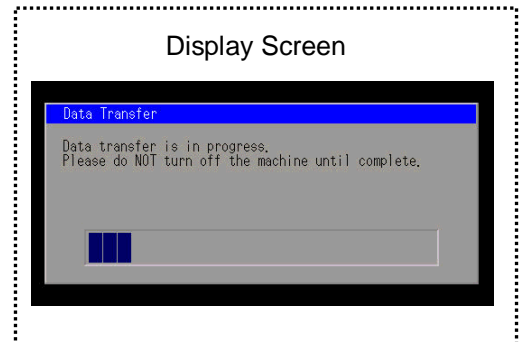 Display Screen
Data Transfer
Data transfer is in progress.
Please do NOT turn off the machine until complete.